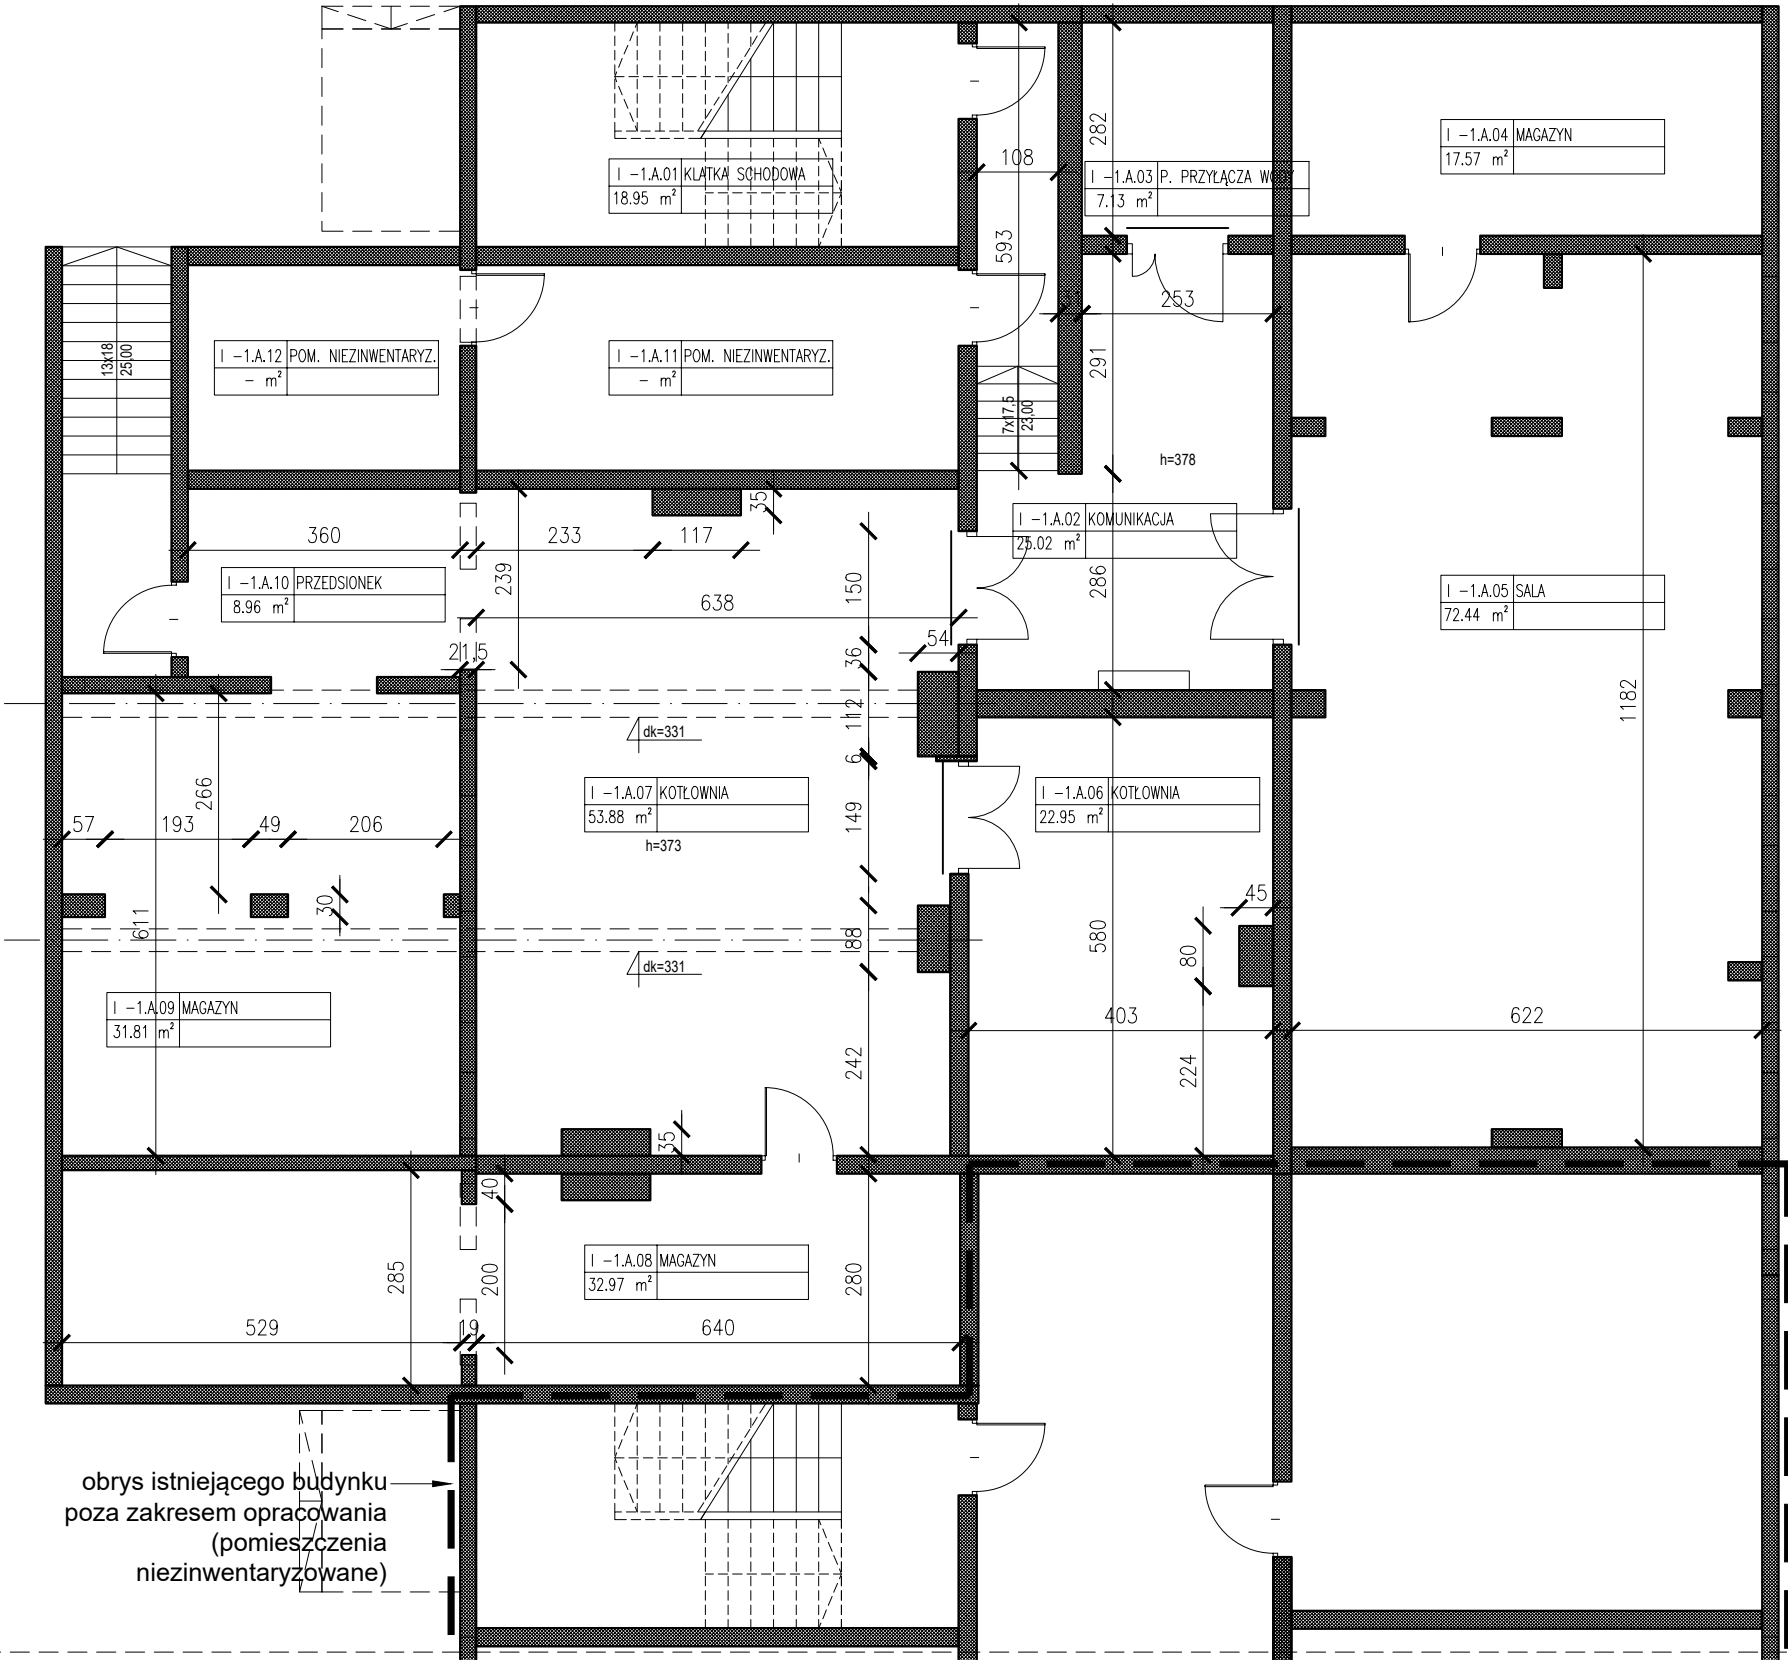 I -1.A.01 KLATKA SCHODOWA
18.95 m²
I -1.A.03 P. PRZYŁĄCZA WODY
7.13 m²
I -1.A.04 MAGAZYN
17.57 m²
282
108
593
253
291
13x18
25,00
I -1.A.12 POM. NIEZINWENTARYZ.
- m²
I -1.A.11 POM. NIEZINWENTARYZ.
- m²
7x17,5
23,00
h=378
I -1.A.02 KOMUNIKACJA
25.02 m²
286
360
233
117
35
239
150
I -1.A.10 PRZEDSIONEK
8.96 m²
638
I -1.A.05 SALA
72.44 m²
21,5
54
36
112
6
1182
dk=331
I -1.A.07 KOTŁOWNIA
53.88 m²
h=373
149
I -1.A.06 KOTŁOWNIA
22.95 m²
266
57
193
49
206
30
611
88
580
45
80
dk=331
I -1.A.09 MAGAZYN
31.81 m²
403
622
242
224
35
40
285
200
I -1.A.08 MAGAZYN
32.97 m²
280
529
19
640
obrys istniejącego budynku
poza zakresem opracowania
(pomieszczenia
niezinwentaryzowane)